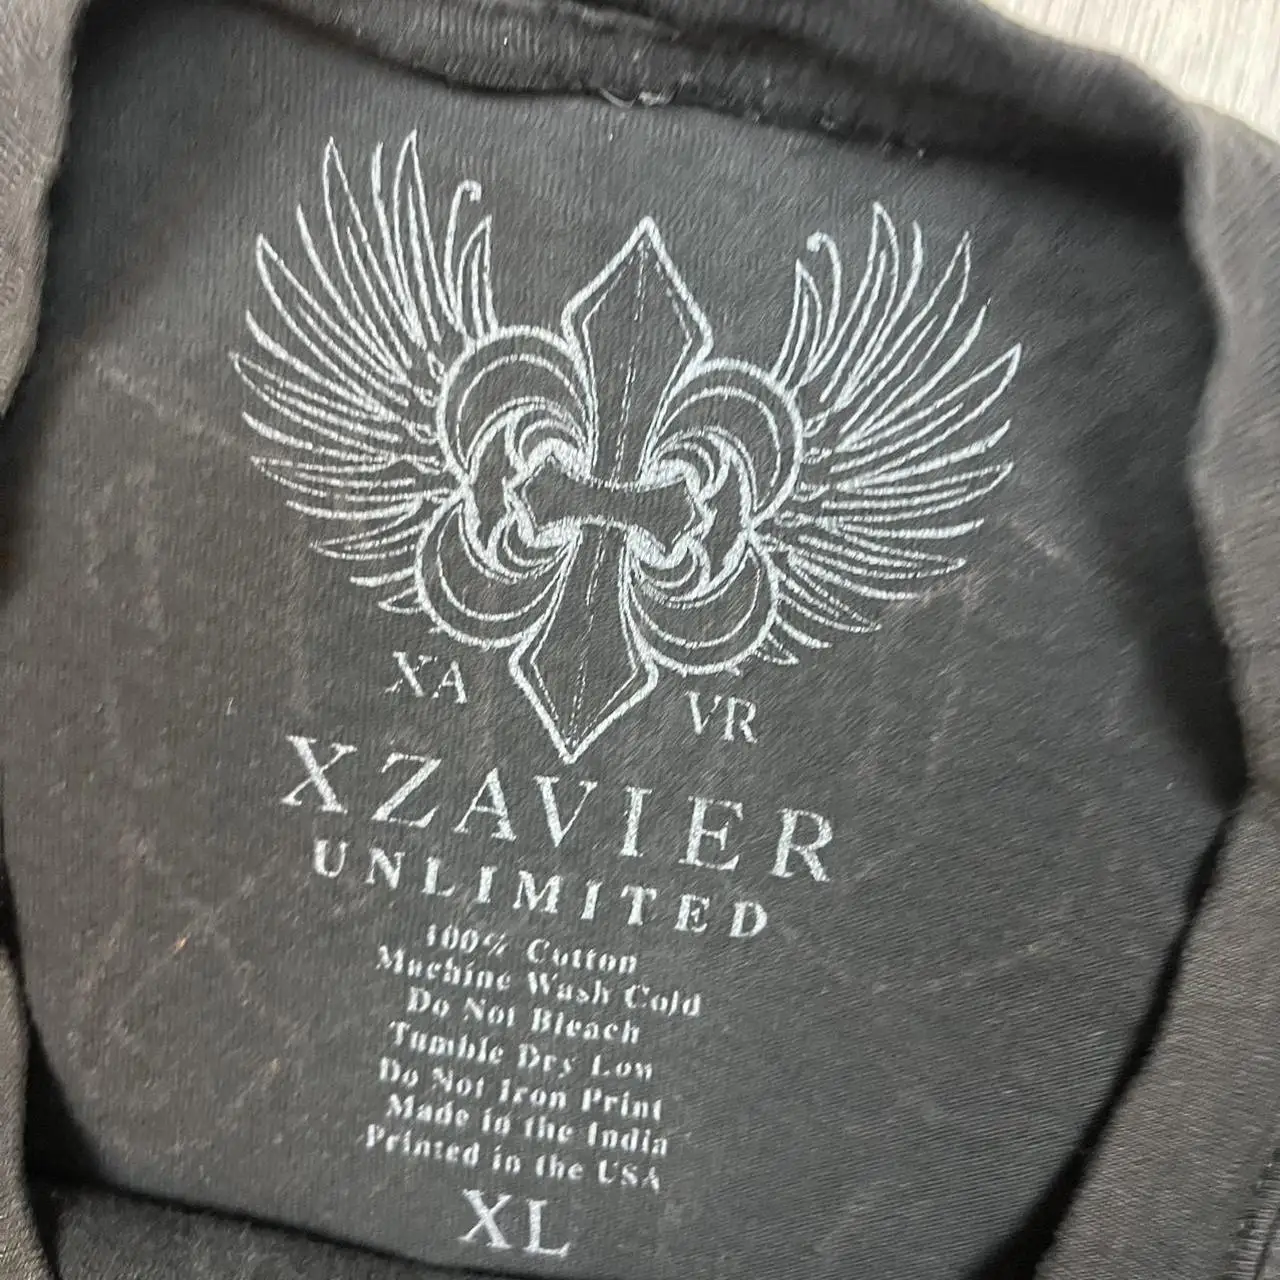 XA VR
XZAVIER
UNLIMITED
100% Cotton
Machine Wash Cold
Do Not Bleach
Tumble Dry Low
Do Not Iron Print
Made in the India
Printed in the USA
XL